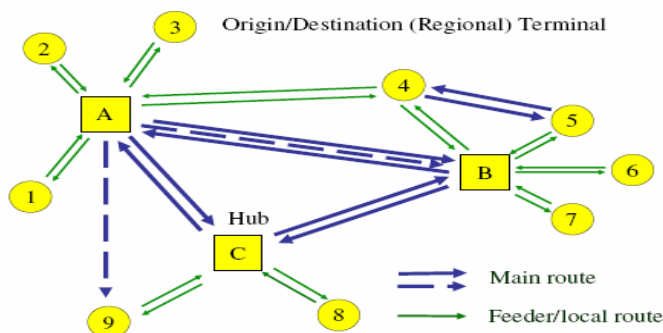 Origin/Destination (Regional) Terminal
3
2
4
A
5
B
6
1
7
Hub
C
Main route
9
8
Feeder/local route